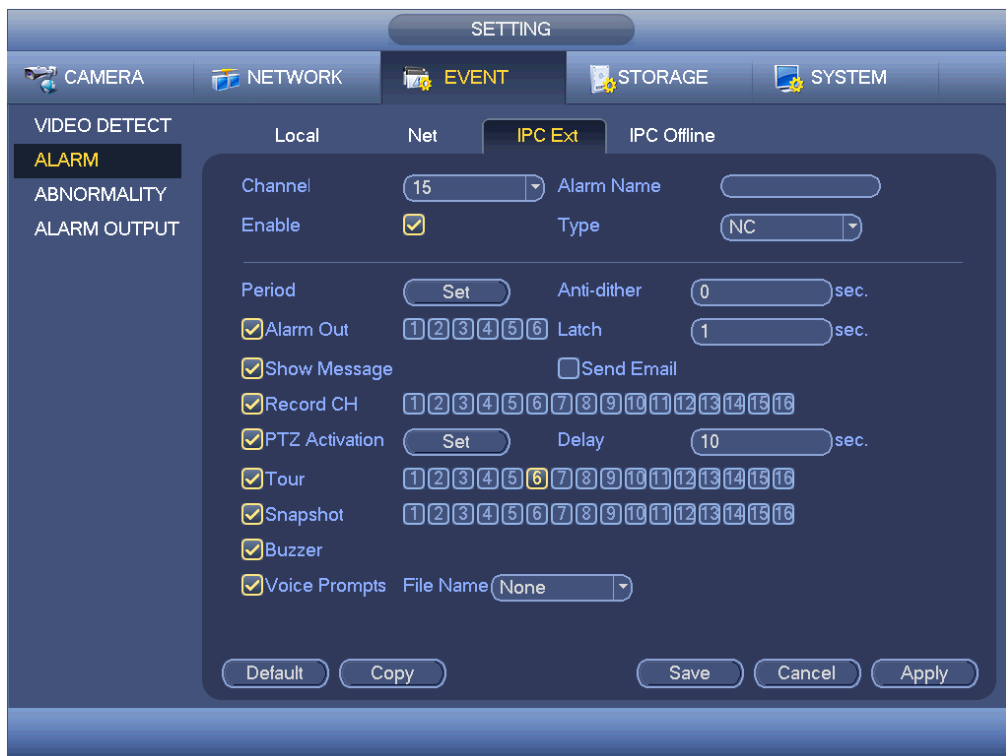 SETTING
CAMERA NETWORK EVENT STORAGE SYSTEM
VIDEO DETECT
ALARM
ABNORMALITY
ALARM OUTPUT
Local Net IPC Ext IPC Offline
Channel 15 Alarm Name
Enable Type NC
Period Set Anti-dither 0 sec.
Alarm Out 1 2 3 4 5 6 Latch 1 sec.
Show Message Send Email
Record CH 1 2 3 4 5 6 7 8 9 10 11 12 13 14 15 16
PTZ Activation Set Delay 10 sec.
Tour 1 2 3 4 5 6 7 8 9 10 11 12 13 14 15 16
Snapshot 1 2 3 4 5 6 7 8 9 10 11 12 13 14 15 16
Buzzer
Voice Prompts File Name None
Default Copy Save Cancel Apply